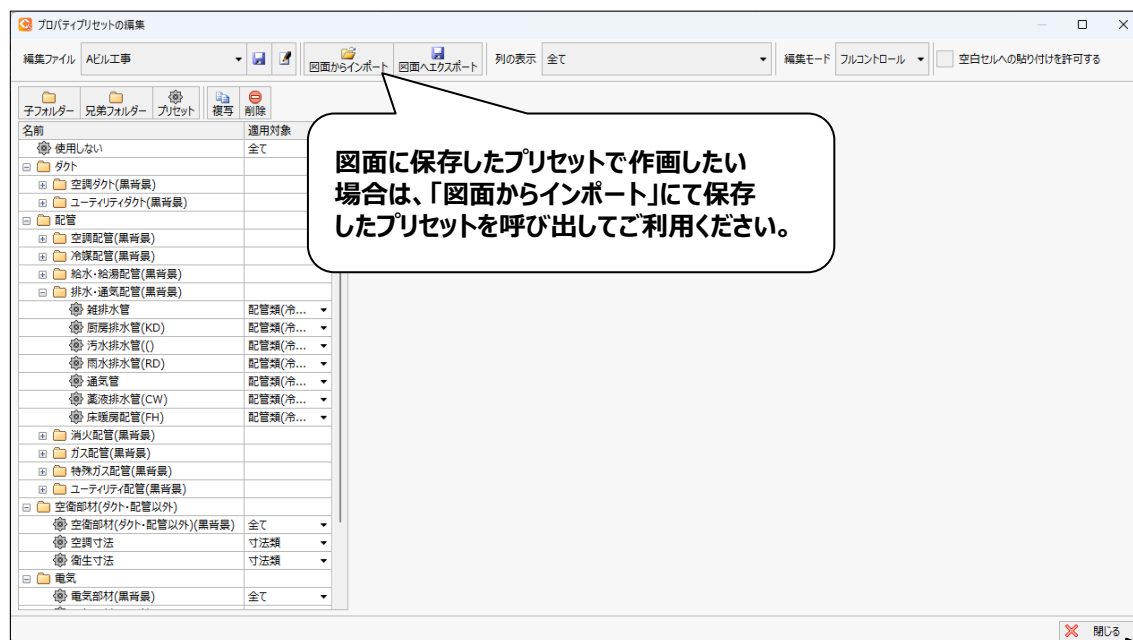 プロパティプリセットの編集
編集ファイル Aビル工事 図面からインポート 図面へエクスポート 列の表示 全て 編集モード フルコントロール 空白セルへの貼り付けを許可する
子フォルダー 兄弟フォルダー プリセット 複写 削除
名前 適用対象
使用しない 全て
ダクト
空調ダクト(黒背景)
ユーティリティダクト(黒背景)
配管
空調配管(黒背景)
冷媒配管(黒背景)
給水・給湯配管(黒背景)
排水・通気配管(黒背景)
雑排水管 配管類(冷...
厨房排水管(KD) 配管類(冷...
汚水排水管(() 配管類(冷...
雨水排水管(RD) 配管類(冷...
通気管 配管類(冷...
薬液排水管(CW) 配管類(冷...
床暖房配管(FH) 配管類(冷...
消火配管(黒背景)
ガス配管(黒背景)
特殊ガス配管(黒背景)
ユーティリティ配管(黒背景)
空衛部材(ダクト・配管以外)
空衛部材(ダクト・配管以外)(黒背景) 全て
空調寸法 寸法類
衛生寸法 寸法類
電気
電気部材(黒背景) 全て
図面に保存したプリセットで作画したい
場合は、「図面からインポート」にて保存
したプリセットを呼び出してご利用ください。
閉じる